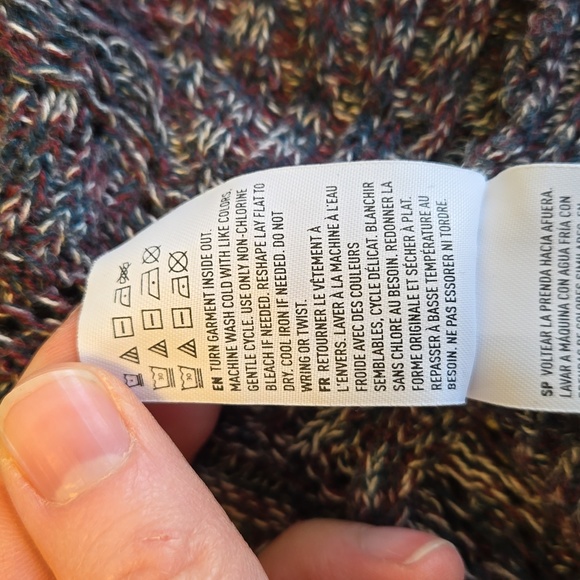 EN TURN GARMENT INSIDE OUT.
MACHINE WASH COLD WITH LIKE COLORS,
GENTLE CYCLE. USE ONLY NON-CHLORINE
BLEACH IF NEEDED. RESHAPE LAY FLAT TO
DRY. COOL IRON IF NEEDED. DO NOT
WRING OR TWIST.
FR RETOURNER LE VÊTEMENT À
L'ENVERS. LAVER À LA MACHINE À L'EAU
FROIDE AVEC DES COULEURS
SEMBLABLES, CYCLE DÉLICAT. BLANCHIR
SANS CHLORE AU BESOIN. REDONNER LA
FORME ORIGINALE ET SÉCHER À PLAT.
REPASSER À BASSE TEMPÉRATURE AU
BESOIN. NE PAS ESSORER NI TORDRE.
SP VOLTEAR LA PRENDA HACIA AFUERA.
LAVAR A MAQUINA CON AGUA FRIA CON